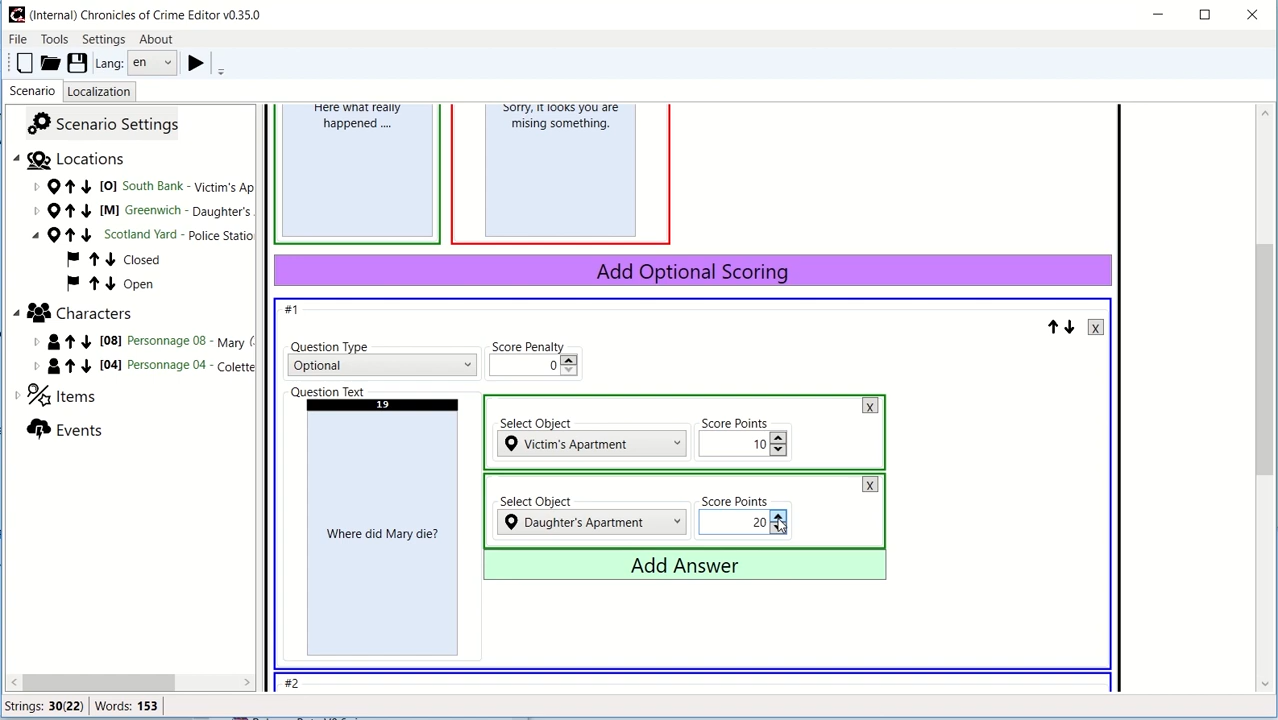 (Internal) Chronicles of Crime Editor v0.35.0
File Tools Settings About
Lang: en
Scenario Localization
Scenario Settings
Locations
[O] South Bank - Victim's Ap
[M] Greenwich - Daughter's
Scotland Yard - Police Statio
Closed
Open
Characters
[08] Personnage 08 - Mary
[04] Personnage 04 - Colette
Items
Events
Here what really
happened ....
Sorry, it looks you are
mising something.
Add Optional Scoring
#1
X
Question Type
Optional
Score Penalty
0
Question Text
19
Where did Mary die?
X
Select Object
Victim's Apartment
Score Points
10
X
Select Object
Daughter's Apartment
Score Points
20
Add Answer
#2
Strings: 30(22) Words: 153